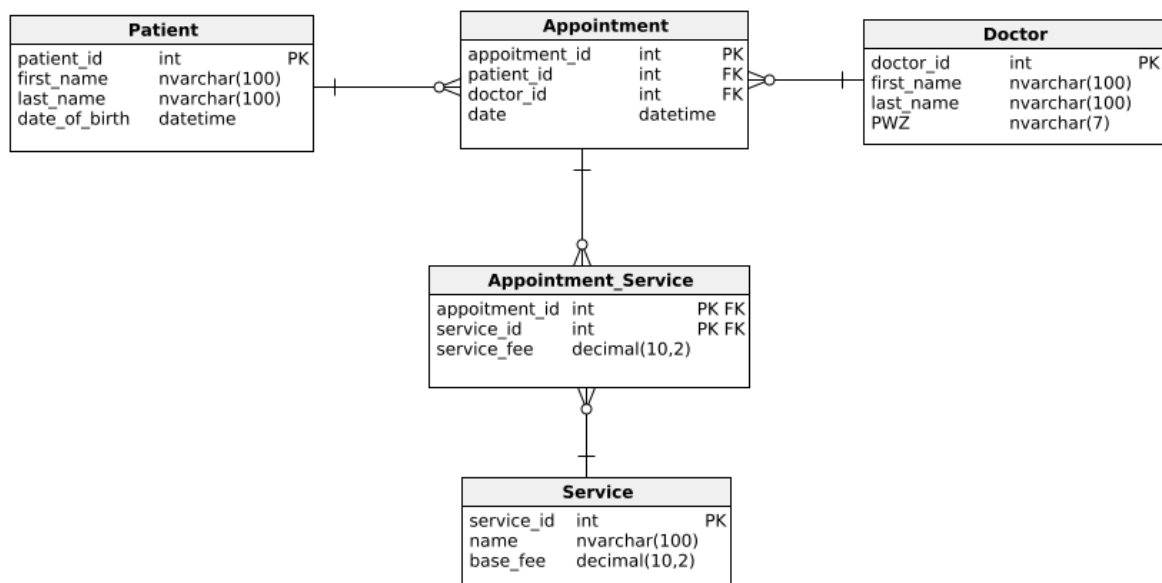 Patient
patient_id int PK
first_name nvarchar(100)
last_name nvarchar(100)
date_of_birth datetime
Appointment
appoitment_id int PK
patient_id int FK
doctor_id int FK
date datetime
Doctor
doctor_id int PK
first_name nvarchar(100)
last_name nvarchar(100)
PWZ nvarchar(7)
Appointment_Service
appoitment_id int PK FK
service_id int PK FK
service_fee decimal(10,2)
Service
service_id int PK
name nvarchar(100)
base_fee decimal(10,2)